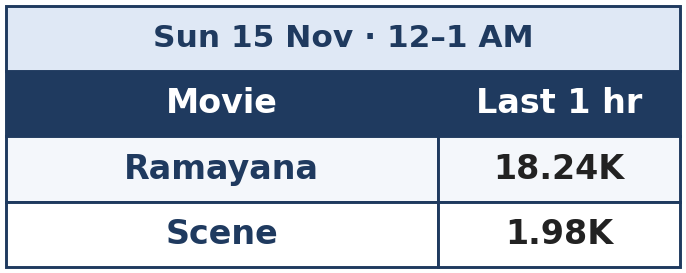 Sun 15 Nov · 12–1 AM
Movie Last 1 hr
Ramayana 18.24K
Scene 1.98K